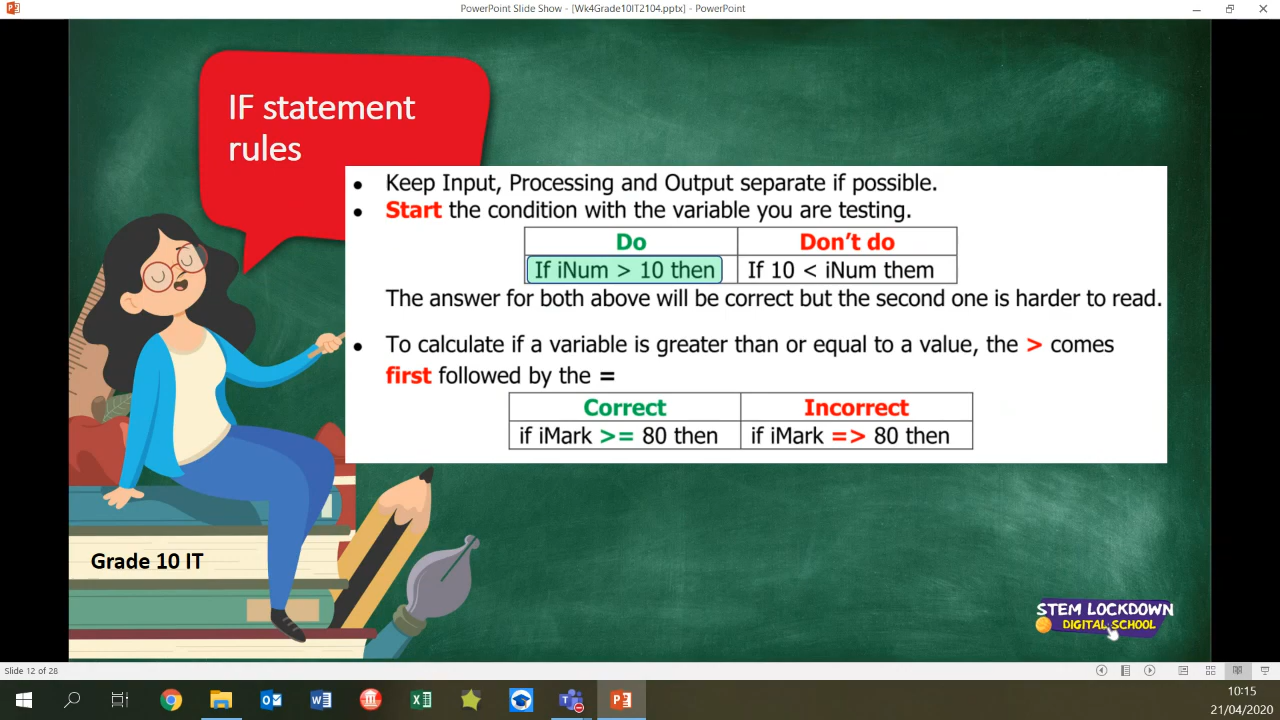 PowerPoint Slide Show - [Wk4Grade10IT2104.pptx] - PowerPoint
IF statement
rules
• Keep Input, Processing and Output separate if possible.
• Start the condition with the variable you are testing.
Do Don't do
If iNum > 10 then If 10 < iNum them
The answer for both above will be correct but the second one is harder to read.
• To calculate if a variable is greater than or equal to a value, the > comes
first followed by the =
Correct Incorrect
if iMark >= 80 then if iMark => 80 then
Grade 10 IT
STEM LOCKDOWN
DIGITAL SCHOOL
Slide 12 of 28
10:15
21/04/2020